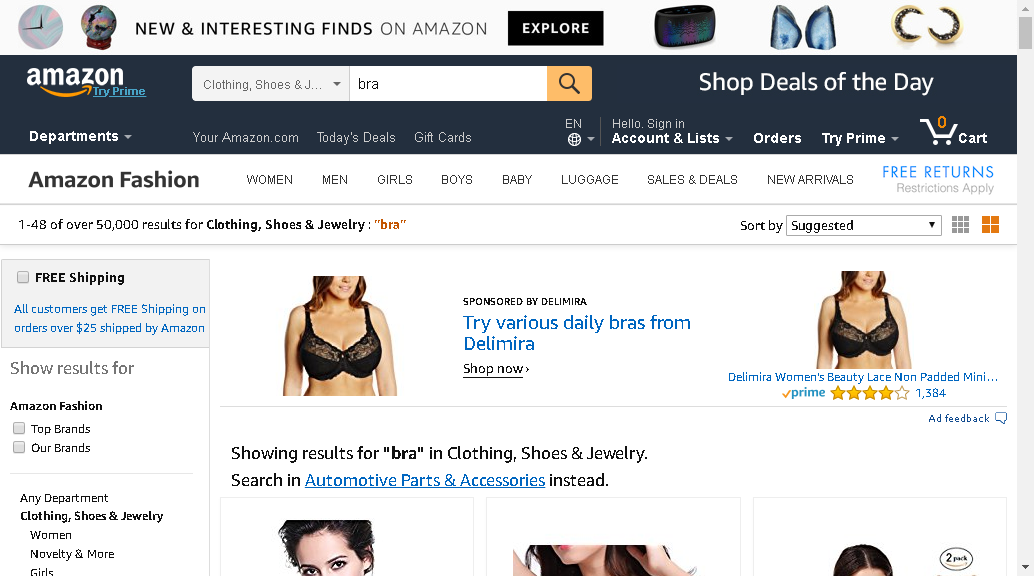 NEW & INTERESTING FINDS ON AMAZON EXPLORE
amazon
Try Prime
Clothing, Shoes & J...
bra
Shop Deals of the Day
Departments
Your Amazon.com
Today's Deals
Gift Cards
EN
Hello. Sign in
Account & Lists
Orders
Try Prime
0
Cart
Amazon Fashion
WOMEN
MEN
GIRLS
BOYS
BABY
LUGGAGE
SALES & DEALS
NEW ARRIVALS
FREE RETURNS
Restrictions Apply
1-48 of over 50,000 results for Clothing, Shoes & Jewelry : "bra"
Sort by Suggested
FREE Shipping
All customers get FREE Shipping on
orders over $25 shipped by Amazon
Show results for
Amazon Fashion
Top Brands
Our Brands
Any Department
Clothing, Shoes & Jewelry
Women
Novelty & More
Girls
SPONSORED BY DELIMIRA
Try various daily bras from
Delimira
Shop now ›
Delimira Women's Beauty Lace Non Padded Mini...
prime 1,384
Ad feedback
Showing results for "bra" in Clothing, Shoes & Jewelry.
Search in Automotive Parts & Accessories instead.
2 pack